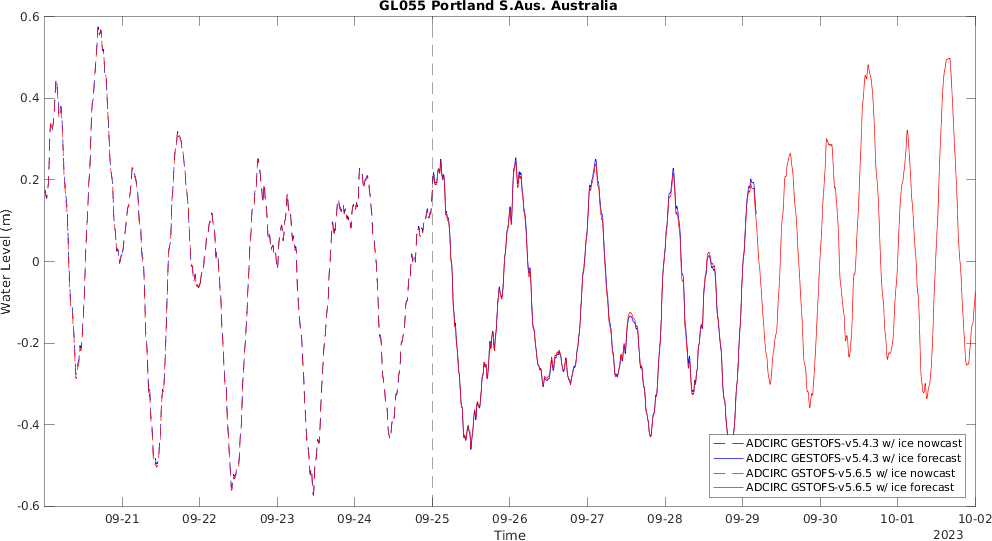 GL055 Portland S.Aus. Australia
0.6
0.4
0.2
0
-0.2
-0.4
-0.6
Water Level (m)
ADCIRC GESTOFS-v5.4.3 w/ ice nowcast
ADCIRC GESTOFS-v5.4.3 w/ ice forecast
ADCIRC GSTOFS-v5.6.5 w/ ice nowcast
ADCIRC GSTOFS-v5.6.5 w/ ice forecast
09-21 09-22 09-23 09-24 09-25 09-26 09-27 09-28 09-29 09-30 10-01 10-02
Time
2023